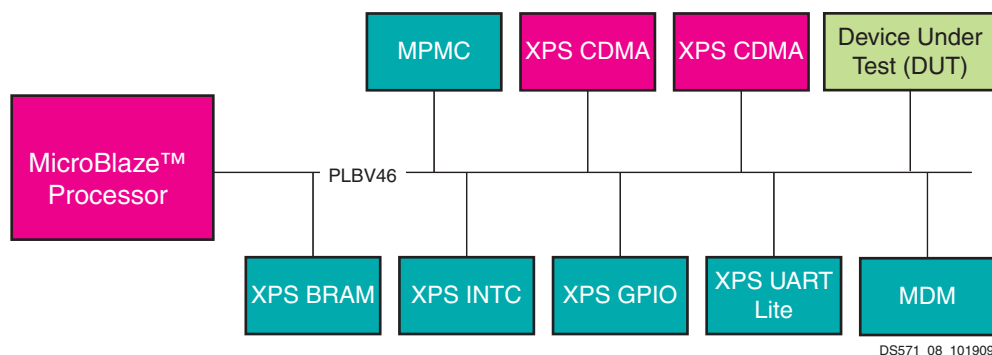 MPMC
XPS CDMA
XPS CDMA
Device Under
Test (DUT)
MicroBlaze™
Processor
PLBV46
XPS BRAM
XPS INTC
XPS GPIO
XPS UART
Lite
MDM
DS571_08_101909